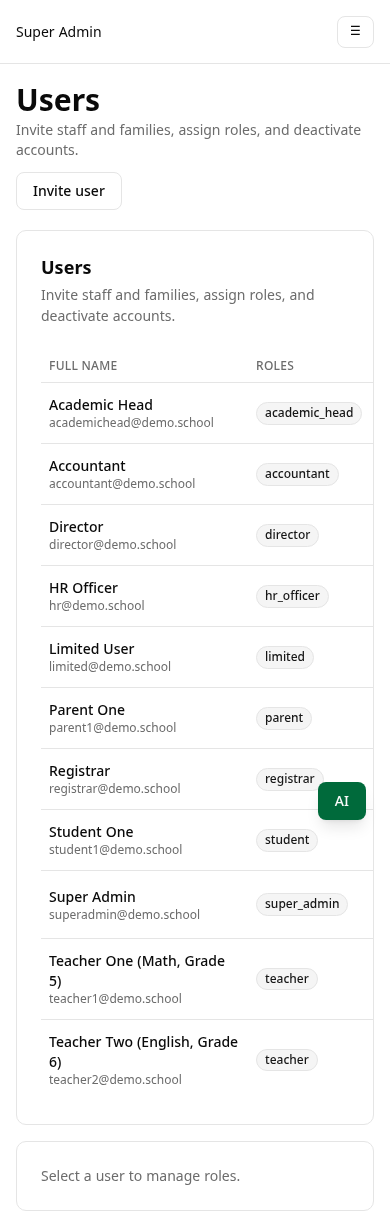 Super Admin
☰
Users
Invite staff and families, assign roles, and deactivate
accounts.
Invite user
Users
Invite staff and families, assign roles, and
deactivate accounts.
FULL NAME ROLES
Academic Head
academichead@demo.school
academic_head
Accountant
accountant@demo.school
accountant
Director
director@demo.school
director
HR Officer
hr@demo.school
hr_officer
Limited User
limited@demo.school
limited
Parent One
parent1@demo.school
parent
Registrar
registrar@demo.school
registrar
AI
Student One
student1@demo.school
student
Super Admin
superadmin@demo.school
super_admin
Teacher One (Math, Grade
5)
teacher1@demo.school
teacher
Teacher Two (English, Grade
6)
teacher2@demo.school
teacher
Select a user to manage roles.